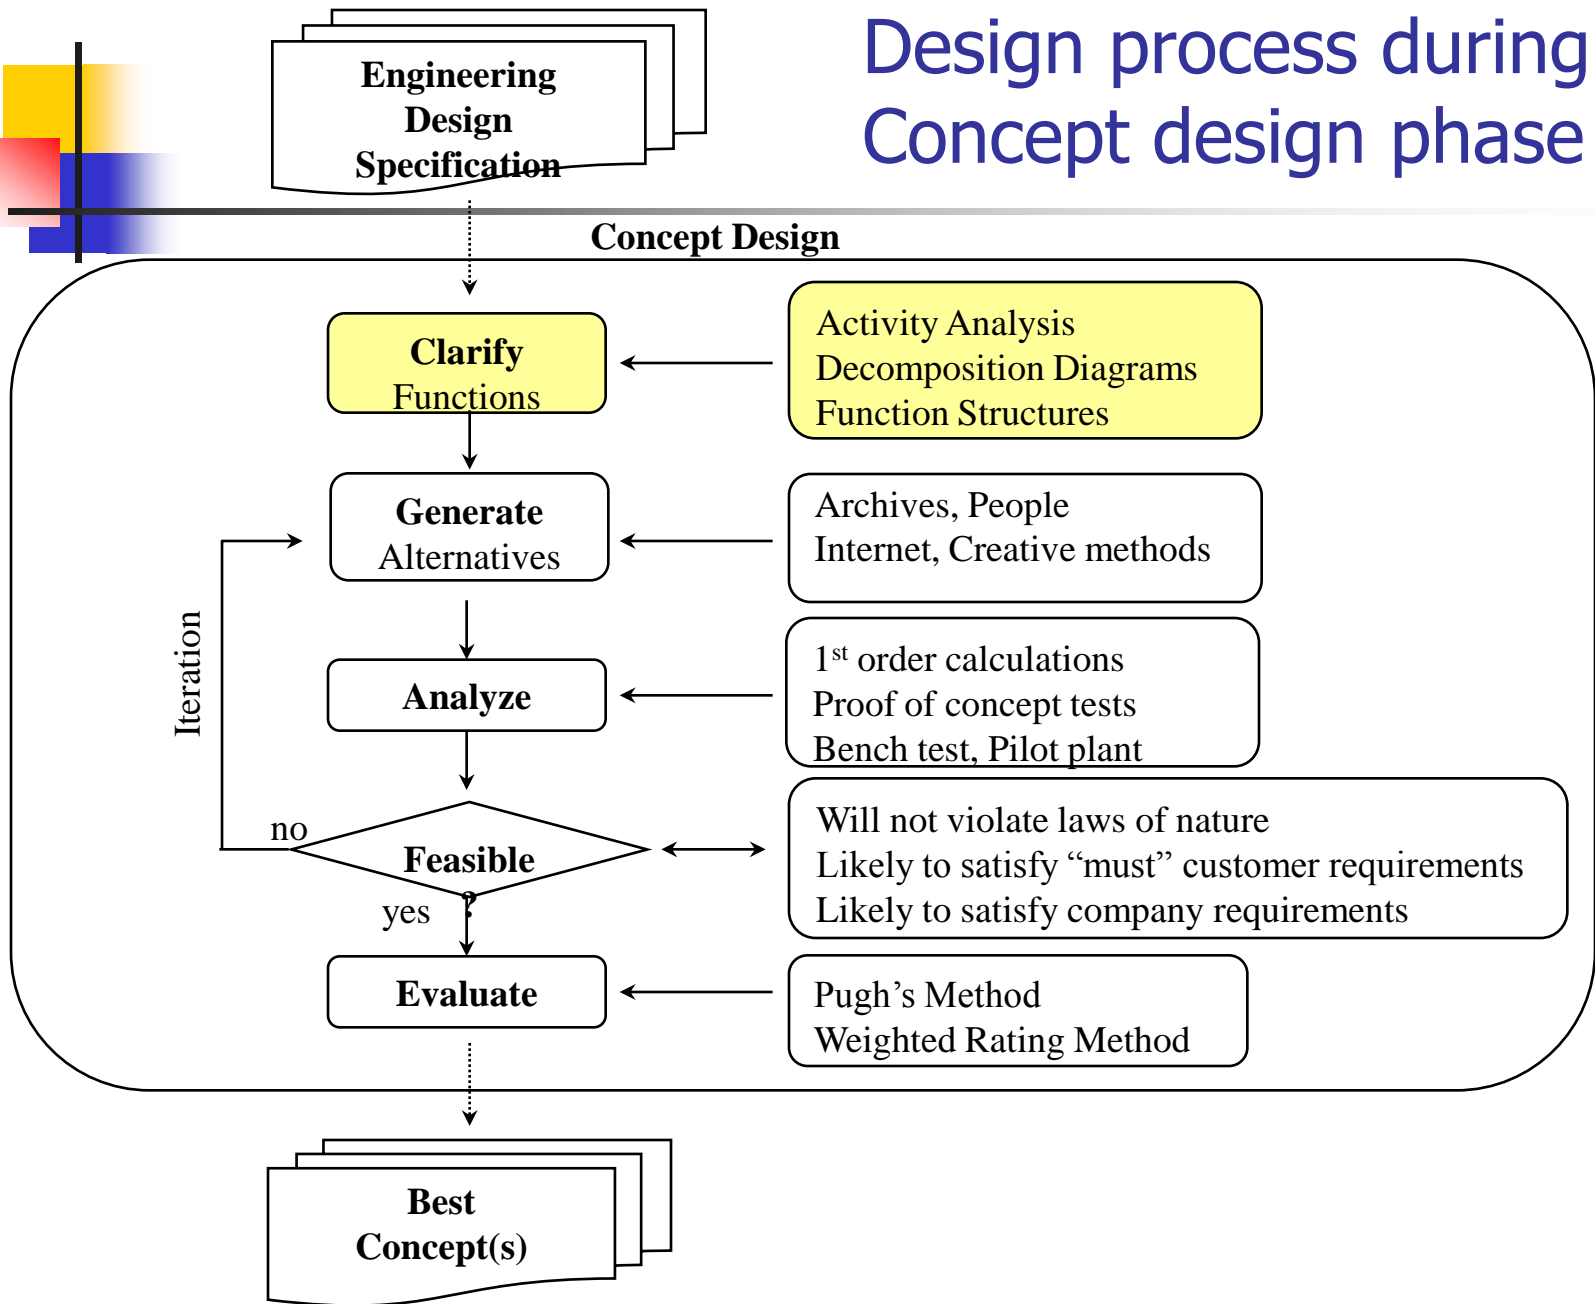 Design process during
Concept design phase
Engineering
Design
Specification
Concept Design
Clarify
Functions
Activity Analysis
Decomposition Diagrams
Function Structures
Generate
Alternatives
Archives, People
Internet, Creative methods
Iteration
Analyze
1st order calculations
Proof of concept tests
Bench test, Pilot plant
no
Feasible
?
yes
Will not violate laws of nature
Likely to satisfy “must” customer requirements
Likely to satisfy company requirements
Evaluate
Pugh’s Method
Weighted Rating Method
Best
Concept(s)